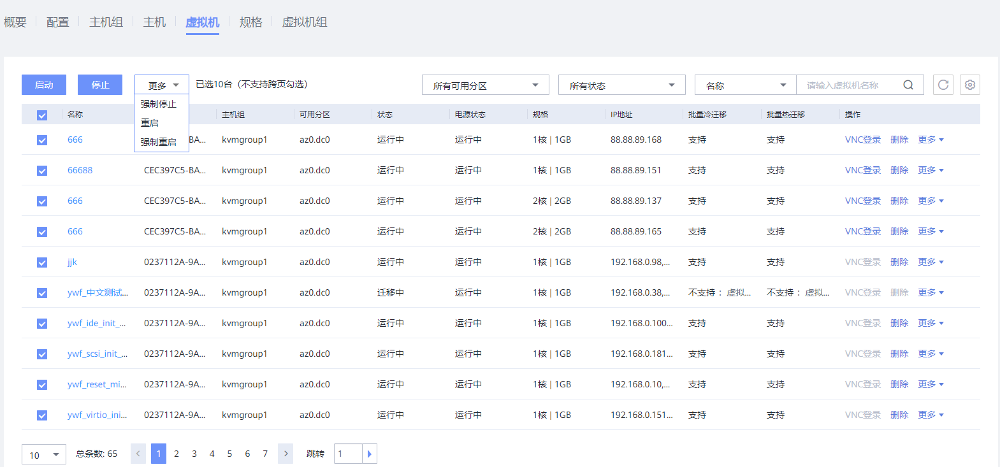 概要 配置 主机组 主机 虚拟机 规格 虚拟机组
启动 停止 更多 已选10台（不支持跨页勾选） 所有可用分区 所有状态 名称 请输入虚拟机名称
强制停止
重启
强制重启
名称 主机组 可用分区 状态 电源状态 规格 IP地址 批量冷迁移 批量热迁移 操作
666 BA... kvmgroup1 az0.dc0 运行中 运行中 1核 | 1GB 88.88.89.168 支持 支持 VNC登录 删除 更多
66688 CEC397C5-BA... kvmgroup1 az0.dc0 运行中 运行中 1核 | 1GB 88.88.89.151 支持 支持 VNC登录 删除 更多
666 CEC397C5-BA... kvmgroup1 az0.dc0 运行中 运行中 2核 | 2GB 88.88.89.137 支持 支持 VNC登录 删除 更多
666 CEC397C5-BA... kvmgroup1 az0.dc0 运行中 运行中 2核 | 2GB 88.88.89.165 支持 支持 VNC登录 删除 更多
jjk 0237112A-9A... kvmgroup1 az0.dc0 运行中 运行中 1核 | 1GB 192.168.0.98,... 支持 支持 VNC登录 删除 更多
ywf_中文测试... 0237112A-9A... kvmgroup1 az0.dc0 迁移中 运行中 1核 | 1GB 192.168.0.38,... 不支持 ：虚拟... 不支持 ：虚拟... VNC登录 删除 更多
ywf_ide_init_... 0237112A-9A... kvmgroup1 az0.dc0 运行中 运行中 1核 | 1GB 192.168.0.100... 支持 支持 VNC登录 删除 更多
ywf_scsi_init_... 0237112A-9A... kvmgroup1 az0.dc0 运行中 运行中 1核 | 1GB 192.168.0.181... 支持 支持 VNC登录 删除 更多
ywf_reset_mi... 0237112A-9A... kvmgroup1 az0.dc0 运行中 运行中 1核 | 1GB 192.168.0.10,... 支持 支持 VNC登录 删除 更多
ywf_virtio_ini... 0237112A-9A... kvmgroup1 az0.dc0 运行中 运行中 1核 | 1GB 192.168.0.151... 支持 支持 VNC登录 删除 更多
10 总条数: 65 < 1 2 3 4 5 6 7 > 跳转 1